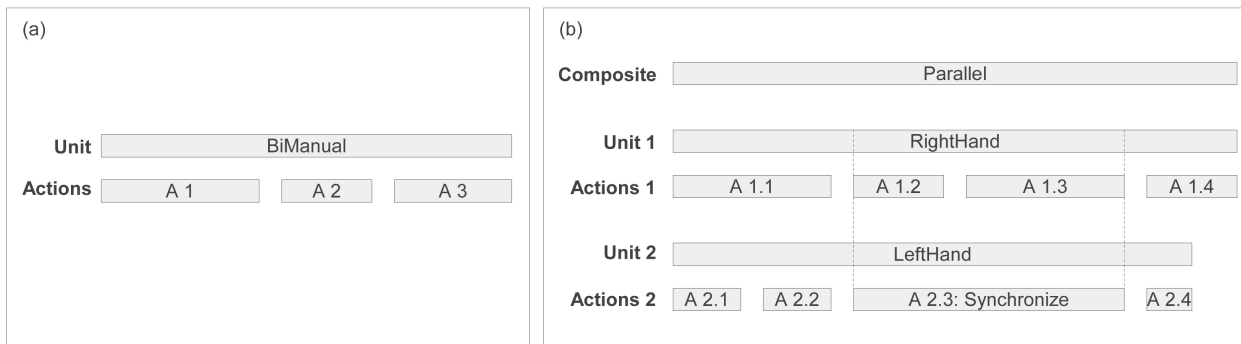 (a)
Unit BiManual
Actions A 1 A 2 A 3
(b)
Composite Parallel
Unit 1 RightHand
Actions 1 A 1.1 A 1.2 A 1.3 A 1.4
Unit 2 LeftHand
Actions 2 A 2.1 A 2.2 A 2.3: Synchronize A 2.4